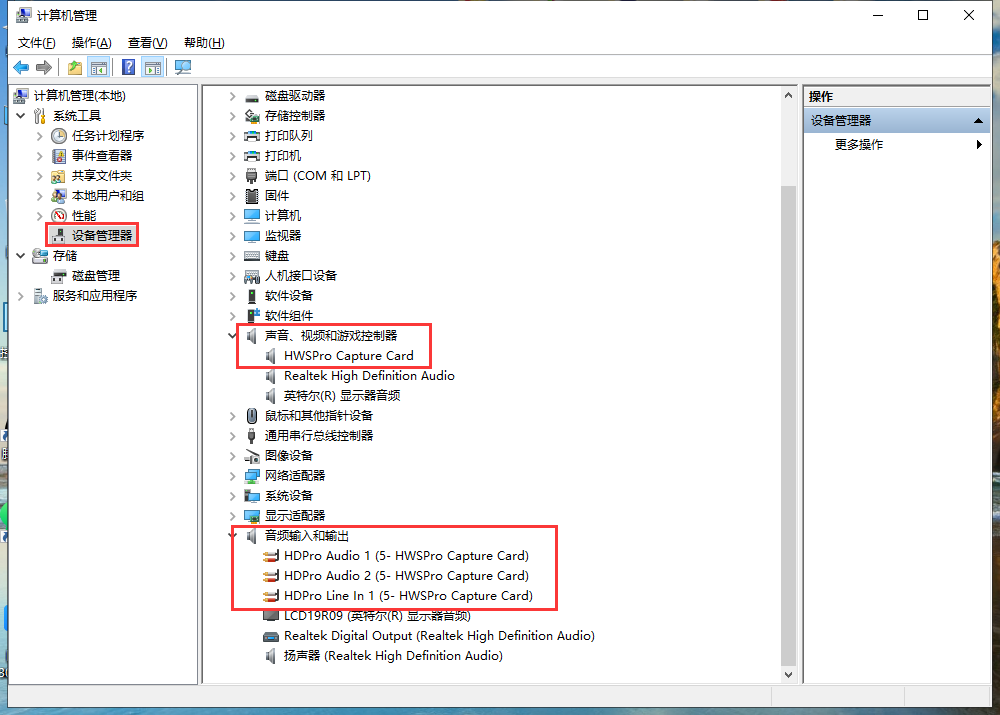 计算机管理
文件(F) 操作(A) 查看(V) 帮助(H)
计算机管理(本地)
系统工具
任务计划程序
事件查看器
共享文件夹
本地用户和组
性能
设备管理器
存储
磁盘管理
服务和应用程序
磁盘驱动器
存储控制器
打印队列
打印机
端口 (COM 和 LPT)
固件
计算机
监视器
键盘
人机接口设备
软件设备
软件组件
声音、视频和游戏控制器
HWSPro Capture Card
Realtek High Definition Audio
英特尔(R) 显示器音频
鼠标和其他指针设备
通用串行总线控制器
图像设备
网络适配器
系统设备
显示适配器
音频输入和输出
HDPro Audio 1 (5- HWSPro Capture Card)
HDPro Audio 2 (5- HWSPro Capture Card)
HDPro Line In 1 (5- HWSPro Capture Card)
LCD19R09 (英特尔(R) 显示器音频)
Realtek Digital Output (Realtek High Definition Audio)
扬声器 (Realtek High Definition Audio)
操作
设备管理器
更多操作